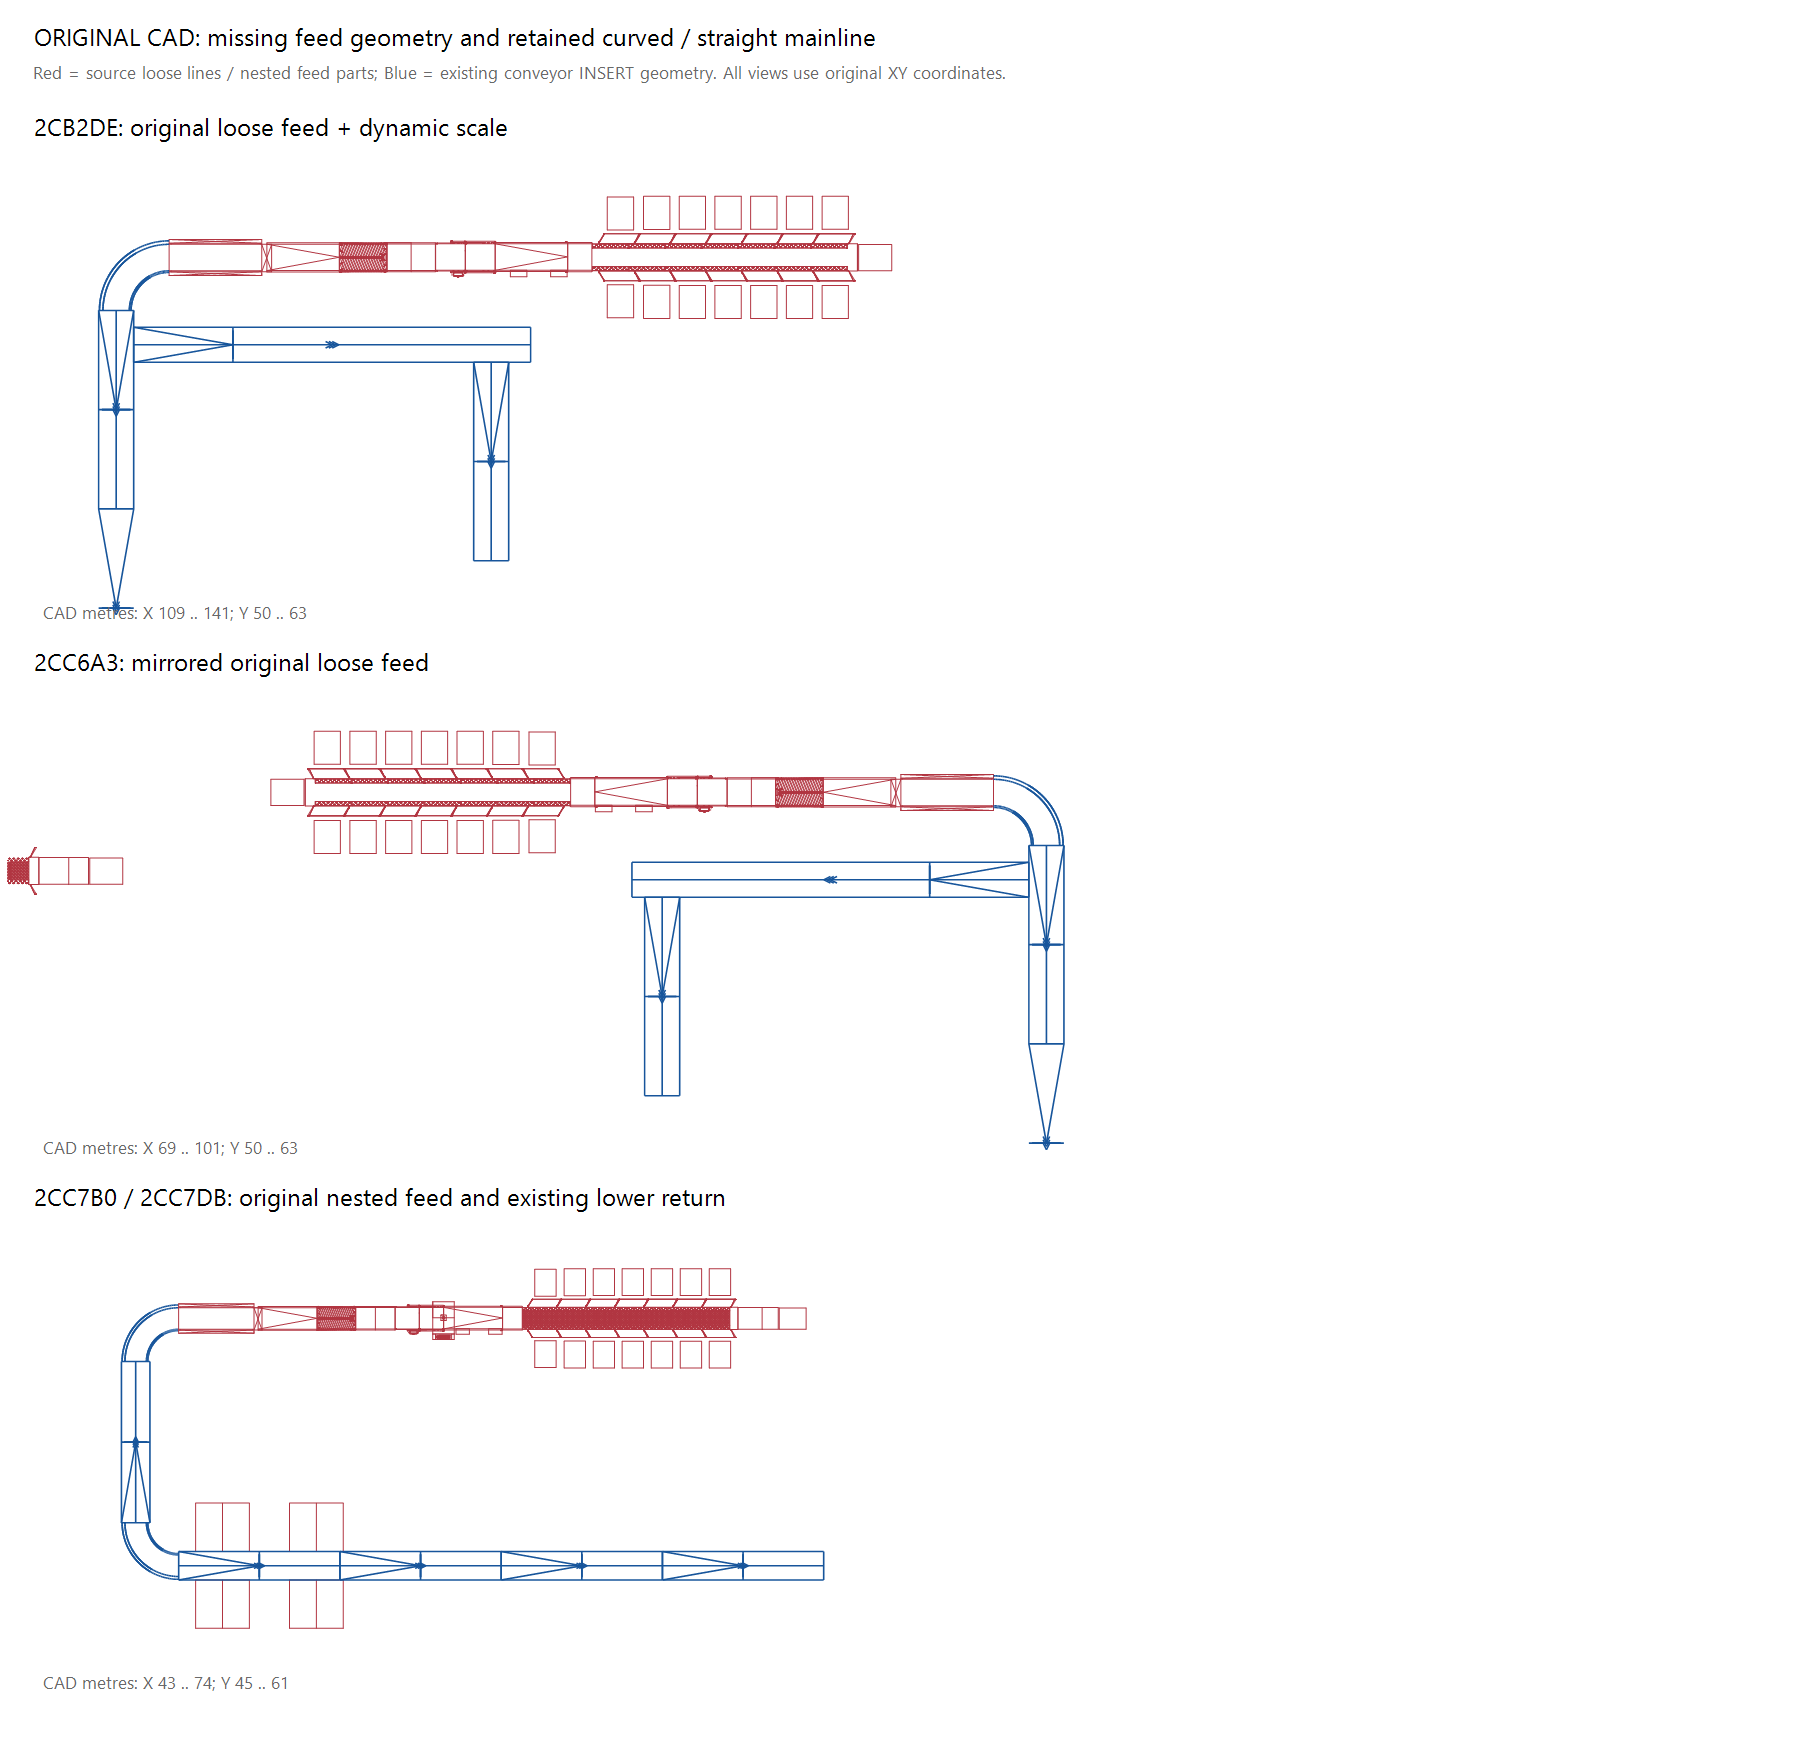 ORIGINAL CAD: missing feed geometry and retained curved / straight mainline
Red = source loose lines / nested feed parts; Blue = existing conveyor INSERT geometry. All views use original XY coordinates.
2CB2DE: original loose feed + dynamic scale
CAD metres: X 109 .. 141; Y 50 .. 63
2CC6A3: mirrored original loose feed
CAD metres: X 69 .. 101; Y 50 .. 63
2CC7B0 / 2CC7DB: original nested feed and existing lower return
CAD metres: X 43 .. 74; Y 45 .. 61